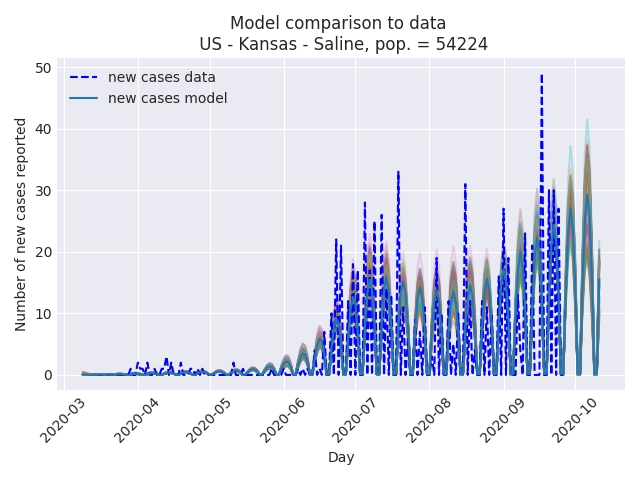 Model comparison to data
US - Kansas - Saline, pop. = 54224
new cases data
new cases model
Number of new cases reported
50
40
30
20
10
0
2020-03
2020-04
2020-05
2020-06
2020-07
2020-08
2020-09
2020-10
Day